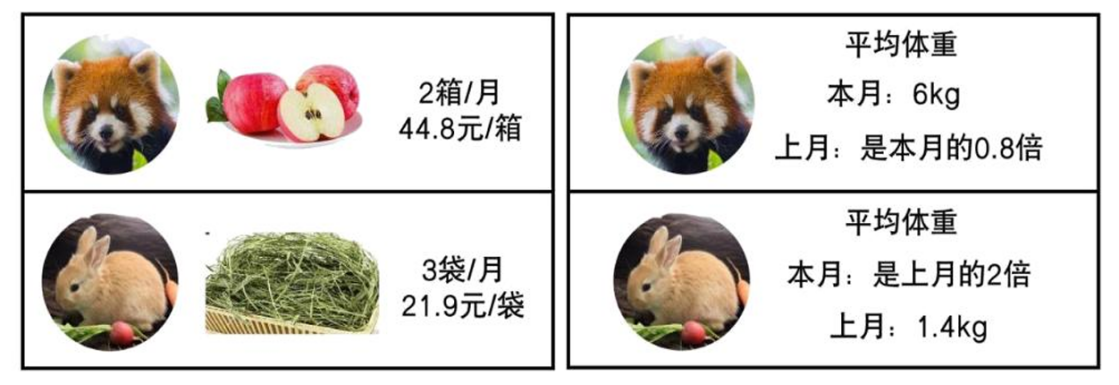 2箱/月
44.8元/箱
3袋/月
21.9元/袋
平均体重
本月：6kg
上月：是本月的0.8倍
平均体重
本月：是上月的2倍
上月：1.4kg